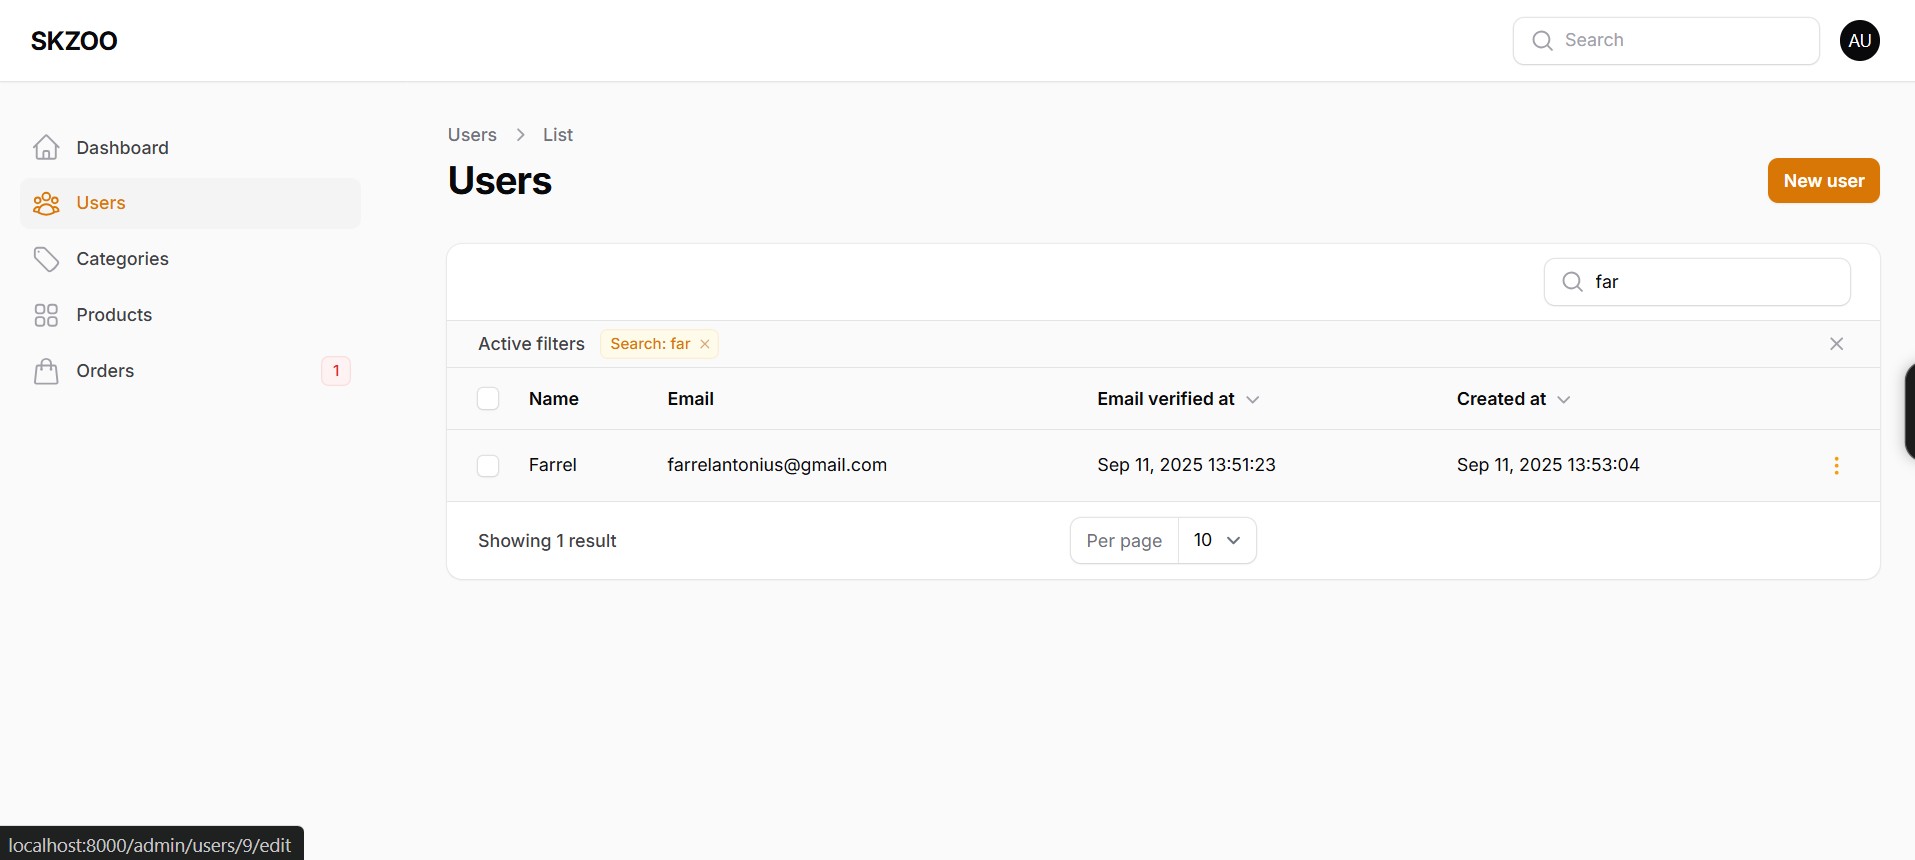 SKZOO
Search
AU
Dashboard
Users
Categories
Products
Orders
1
Users > List
Users
New user
far
Active filters
Search: far
Name
Email
Email verified at
Created at
Farrel
farrelantonius@gmail.com
Sep 11, 2025 13:51:23
Sep 11, 2025 13:53:04
Showing 1 result
Per page
10
localhost:8000/admin/users/9/edit